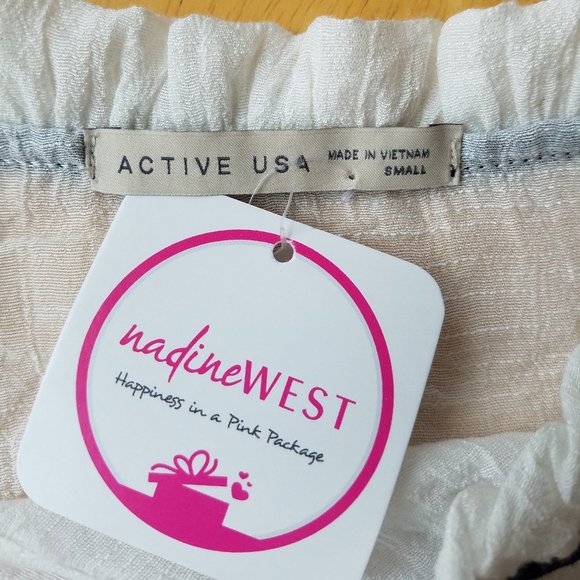 ACTIVE USA
MADE IN VIETNAM
SMALL
nadineWEST
Happiness in a Pink Package